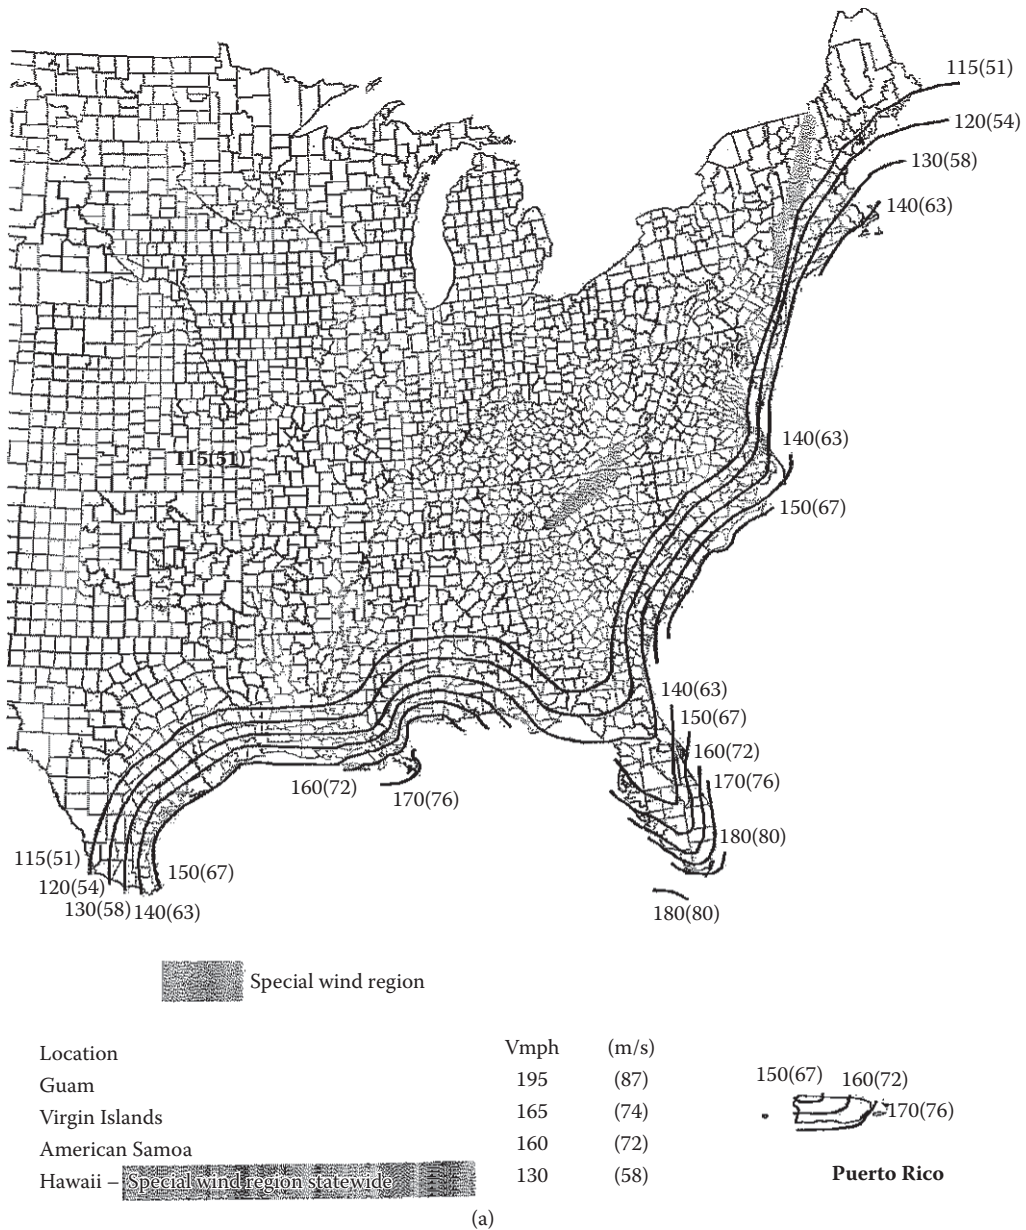 115(51)
120(54)
130(58)
140(63)
140(63)
115(51)
150(67)
140(63)
150(67)
160(72)
170(76)
160(72)
170(76)
180(80)
115(51)
150(67)
120(54)
130(58)
140(63)
180(80)
Special wind region
Location Vmph (m/s)
Guam 195 (87)
Virgin Islands 165 (74)
American Samoa 160 (72)
Hawaii – Special wind region statewide 130 (58)
150(67)
160(72)
170(76)
Puerto Rico
(a)